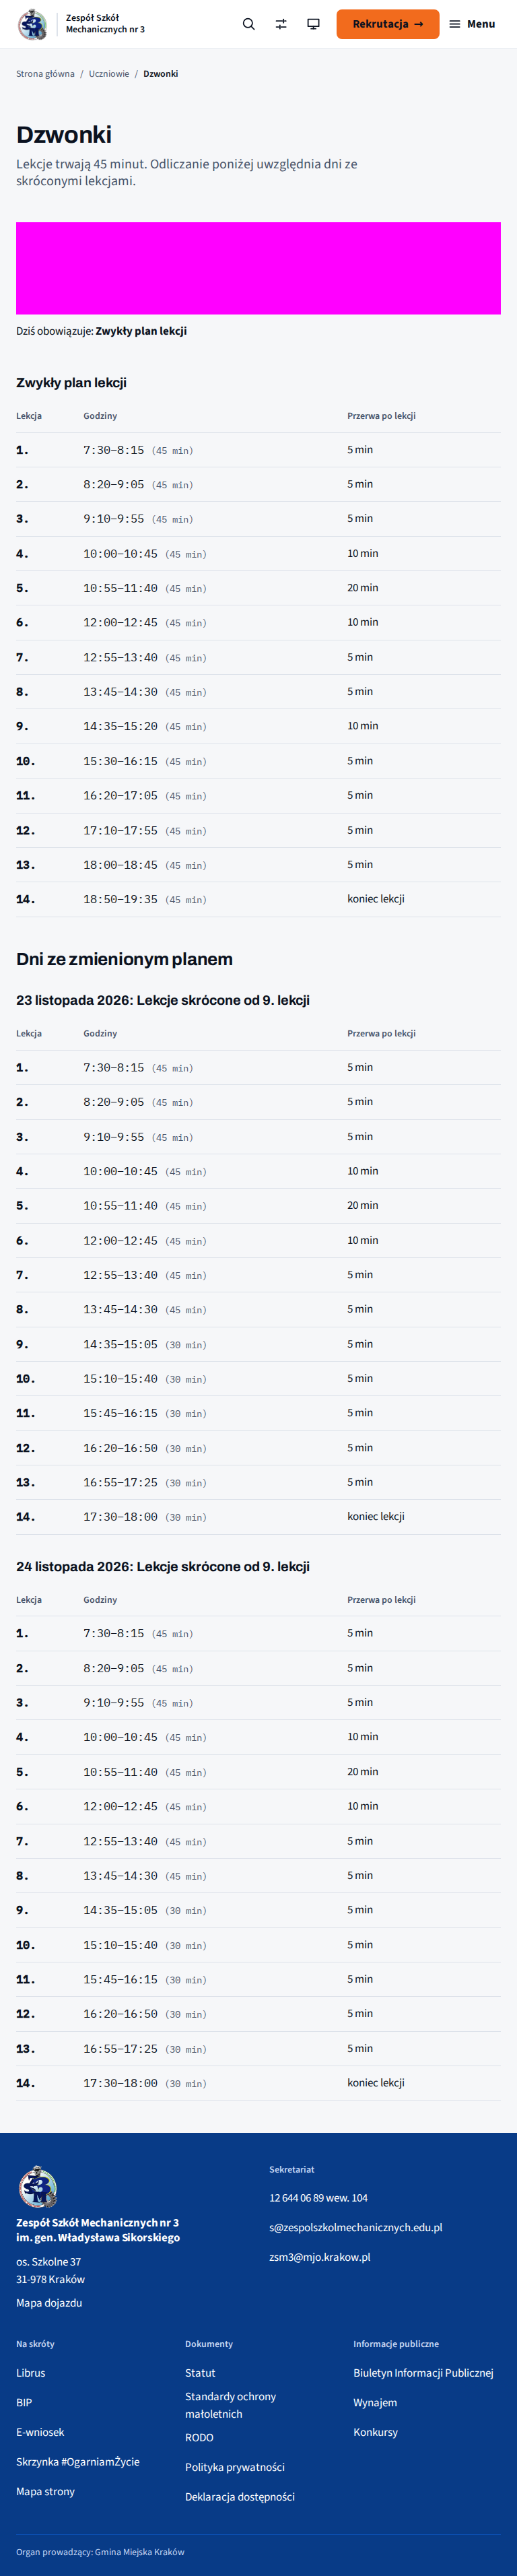 Zespół Szkół
Mechanicznych nr 3
Rekrutacja →
Menu
Strona główna / Uczniowie / Dzwonki
Dzwonki
Lekcje trwają 45 minut. Odliczanie poniżej uwzględnia dni ze
skróconymi lekcjami.
Dziś obowiązuje: Zwykły plan lekcji
Zwykły plan lekcji
Lekcja Godziny Przerwa po lekcji
1. 7:30–8:15 (45 min) 5 min
2. 8:20–9:05 (45 min) 5 min
3. 9:10–9:55 (45 min) 5 min
4. 10:00–10:45 (45 min) 10 min
5. 10:55–11:40 (45 min) 20 min
6. 12:00–12:45 (45 min) 10 min
7. 12:55–13:40 (45 min) 5 min
8. 13:45–14:30 (45 min) 5 min
9. 14:35–15:20 (45 min) 10 min
10. 15:30–16:15 (45 min) 5 min
11. 16:20–17:05 (45 min) 5 min
12. 17:10–17:55 (45 min) 5 min
13. 18:00–18:45 (45 min) 5 min
14. 18:50–19:35 (45 min) koniec lekcji
Dni ze zmienionym planem
23 listopada 2026: Lekcje skrócone od 9. lekcji
Lekcja Godziny Przerwa po lekcji
1. 7:30–8:15 (45 min) 5 min
2. 8:20–9:05 (45 min) 5 min
3. 9:10–9:55 (45 min) 5 min
4. 10:00–10:45 (45 min) 10 min
5. 10:55–11:40 (45 min) 20 min
6. 12:00–12:45 (45 min) 10 min
7. 12:55–13:40 (45 min) 5 min
8. 13:45–14:30 (45 min) 5 min
9. 14:35–15:05 (30 min) 5 min
10. 15:10–15:40 (30 min) 5 min
11. 15:45–16:15 (30 min) 5 min
12. 16:20–16:50 (30 min) 5 min
13. 16:55–17:25 (30 min) 5 min
14. 17:30–18:00 (30 min) koniec lekcji
24 listopada 2026: Lekcje skrócone od 9. lekcji
Lekcja Godziny Przerwa po lekcji
1. 7:30–8:15 (45 min) 5 min
2. 8:20–9:05 (45 min) 5 min
3. 9:10–9:55 (45 min) 5 min
4. 10:00–10:45 (45 min) 10 min
5. 10:55–11:40 (45 min) 20 min
6. 12:00–12:45 (45 min) 10 min
7. 12:55–13:40 (45 min) 5 min
8. 13:45–14:30 (45 min) 5 min
9. 14:35–15:05 (30 min) 5 min
10. 15:10–15:40 (30 min) 5 min
11. 15:45–16:15 (30 min) 5 min
12. 16:20–16:50 (30 min) 5 min
13. 16:55–17:25 (30 min) 5 min
14. 17:30–18:00 (30 min) koniec lekcji
Zespół Szkół Mechanicznych nr 3
im. gen. Władysława Sikorskiego
os. Szkolne 37
31-978 Kraków
Mapa dojazdu
Sekretariat
12 644 06 89 wew. 104
s@zespolszkolmechanicznych.edu.pl
zsm3@mjo.krakow.pl
Na skróty
Librus
BIP
E-wniosek
Skrzynka #OgarniamŻycie
Mapa strony
Dokumenty
Statut
Standardy ochrony
małoletnich
RODO
Polityka prywatności
Deklaracja dostępności
Informacje publiczne
Biuletyn Informacji Publicznej
Wynajem
Konkursy
Organ prowadzący: Gmina Miejska Kraków